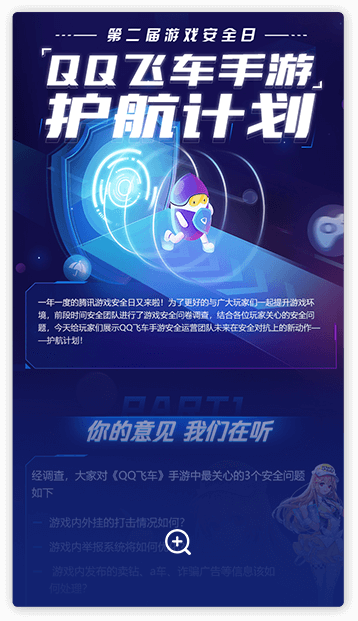 第二届游戏安全日
QQ飞车手游
护航计划
一年一度的腾讯游戏安全日又来啦！为了更好的与广大玩家们一起提升游戏环
境，前段时间安全团队进行了游戏安全问卷调查，结合各位玩家关心的安全问
题，今天给玩家们展示QQ飞车手游安全运营团队未来在安全对抗上的新动作—
—护航计划！
PART1
你的意见 我们在听
经调查，大家对《QQ飞车》手游中最关心的3个安全问题
如下
— 游戏内外挂的打击情况如何？
— 游戏内举报系统将如何
— 游戏内发布的卖钻、a车、诈骗广告等信息该如
何处理？